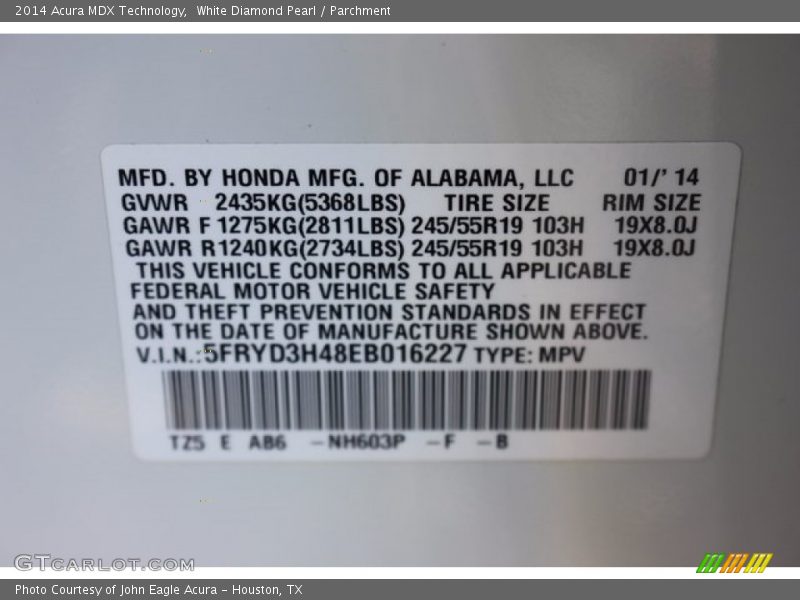 2014 Acura MDX Technology,  White Diamond Pearl / Parchment
MFD. BY HONDA MFG. OF ALABAMA, LLC 01/' 14
GVWR 2435KG(5368LBS) TIRE SIZE RIM SIZE
GAWR F 1275KG(2811LBS) 245/55R19 103H 19X8.0J
GAWR R1240KG(2734LBS) 245/55R19 103H 19X8.0J
THIS VEHICLE CONFORMS TO ALL APPLICABLE
FEDERAL MOTOR VEHICLE SAFETY
AND THEFT PREVENTION STANDARDS IN EFFECT
ON THE DATE OF MANUFACTURE SHOWN ABOVE.
V.I.N.:5FRYD3H48EB016227 TYPE: MPV
TZ5 E AB6 -NH603P -F -B
GTCARLOT.COM
Photo Courtesy of John Eagle Acura - Houston, TX